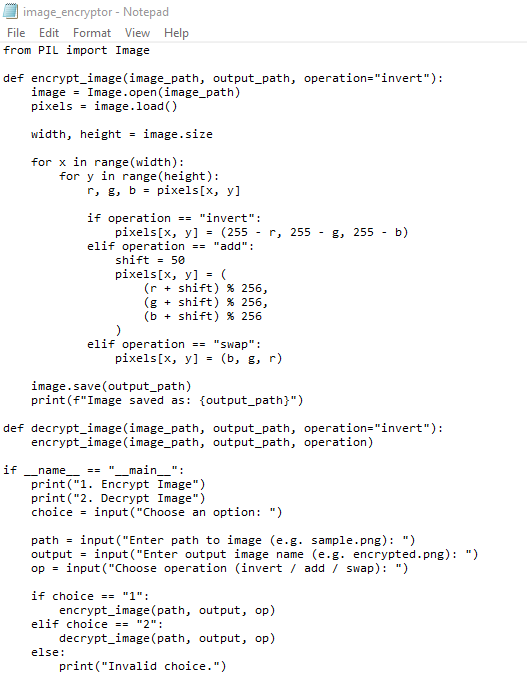 image_encryptor - Notepad
File Edit Format View Help
from PIL import Image

def encrypt_image(image_path, output_path, operation="invert"):
    image = Image.open(image_path)
    pixels = image.load()

    width, height = image.size

    for x in range(width):
        for y in range(height):
            r, g, b = pixels[x, y]

            if operation == "invert":
                pixels[x, y] = (255 - r, 255 - g, 255 - b)
            elif operation == "add":
                shift = 50
                pixels[x, y] = (
                    (r + shift) % 256,
                    (g + shift) % 256,
                    (b + shift) % 256
                )
            elif operation == "swap":
                pixels[x, y] = (b, g, r)

    image.save(output_path)
    print(f"Image saved as: {output_path}")

def decrypt_image(image_path, output_path, operation="invert"):
    encrypt_image(image_path, output_path, operation)

if __name__ == "__main__":
    print("1. Encrypt Image")
    print("2. Decrypt Image")
    choice = input("Choose an option: ")

    path = input("Enter path to image (e.g. sample.png): ")
    output = input("Enter output image name (e.g. encrypted.png): ")
    op = input("Choose operation (invert / add / swap): ")

    if choice == "1":
        encrypt_image(path, output, op)
    elif choice == "2":
        decrypt_image(path, output, op)
    else:
        print("Invalid choice.")